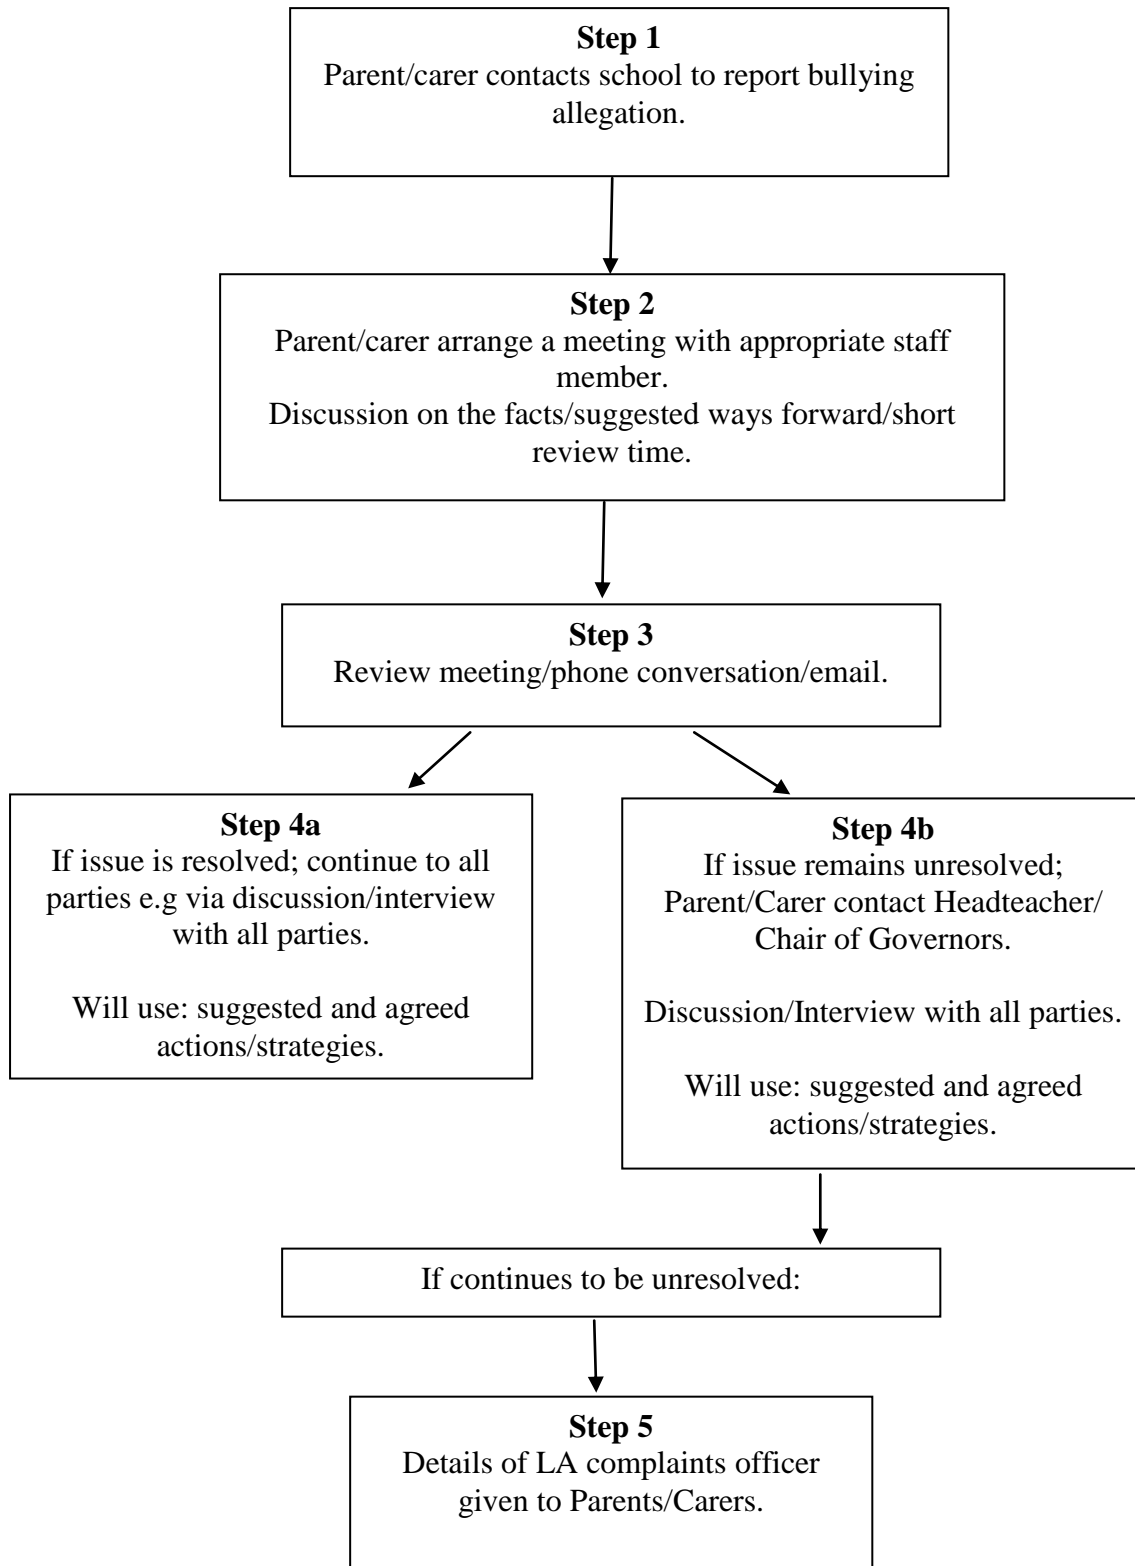 Step 1
Parent/carer contacts school to report bullying
allegation.
Step 2
Parent/carer arrange a meeting with appropriate staff
member.
Discussion on the facts/suggested ways forward/short
review time.
Step 3
Review meeting/phone conversation/email.
Step 4a
If issue is resolved; continue to all
parties e.g via discussion/interview
with all parties.
Will use: suggested and agreed
actions/strategies.
Step 4b
If issue remains unresolved;
Parent/Carer contact Headteacher/
Chair of Governors.
Discussion/Interview with all parties.
Will use: suggested and agreed
actions/strategies.
If continues to be unresolved:
Step 5
Details of LA complaints officer
given to Parents/Carers.